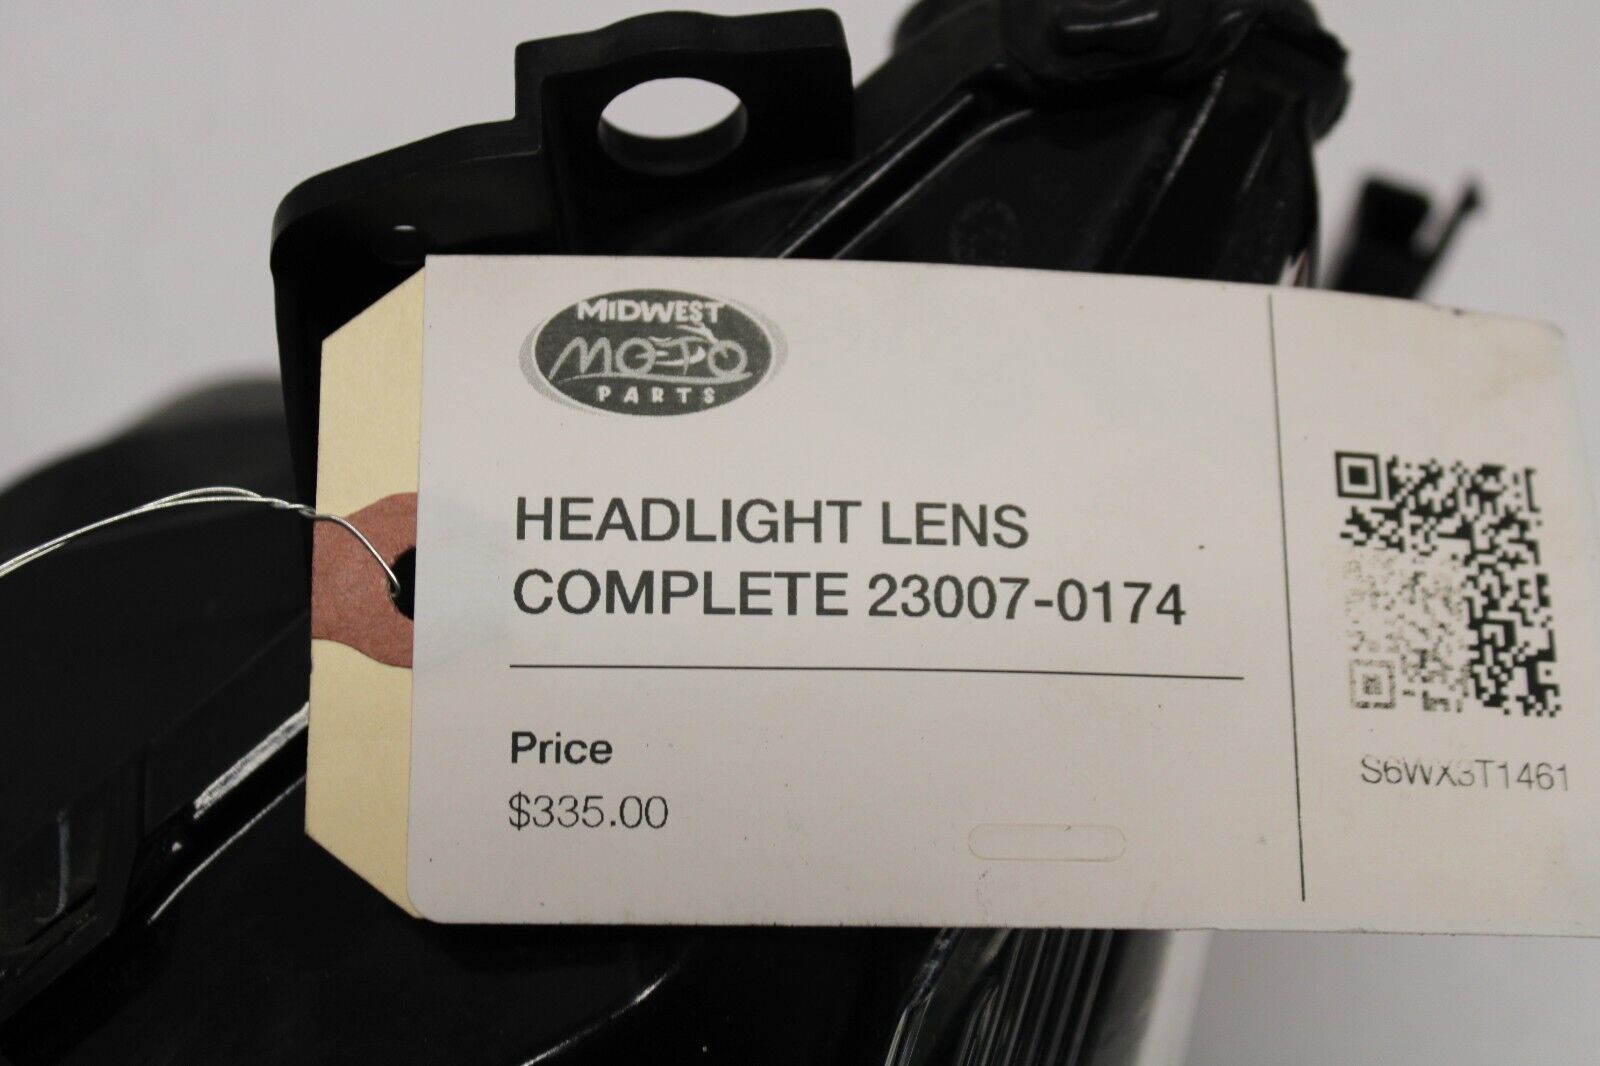 MIDWEST
MOTO
PARTS
HEADLIGHT LENS
COMPLETE 23007-0174
Price
$335.00
S6WX3T1461